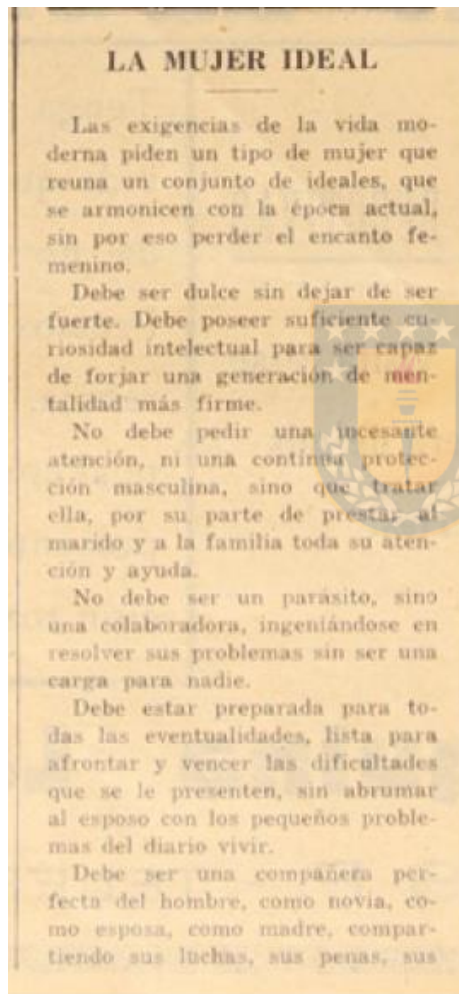 LA MUJER IDEAL
Las exigencias de la vida mo-
derna piden un tipo de mujer que
reuna un conjunto de ideales, que
se armonicen con la época actual,
sin por eso perder el encanto fe-
menino.
Debe ser dulce sin dejar de ser
fuerte. Debe poseer suficiente cu-
riosidad intelectual para ser capaz
de forjar una generación de men-
talidad más firme.
No debe pedir una incesante
atención, ni una contínua protec-
ción masculina, sino que tratar
ella, por su parte de prestar al
marido y a la familia toda su aten-
ción y ayuda.
No debe ser un parásito, sino
una colaboradora, ingeniándose en
resolver sus problemas sin ser una
carga para nadie.
Debe estar preparada para to-
das las eventualidades, lista para
afrontar y vencer las dificultades
que se le presenten, sin abrumar
al esposo con los pequeños proble-
mas del diario vivir.
Debe ser una compañera per-
fecta del hombre, como novia, co-
mo esposa, como madre, compar-
tiendo sus luchas, sus penas, sus